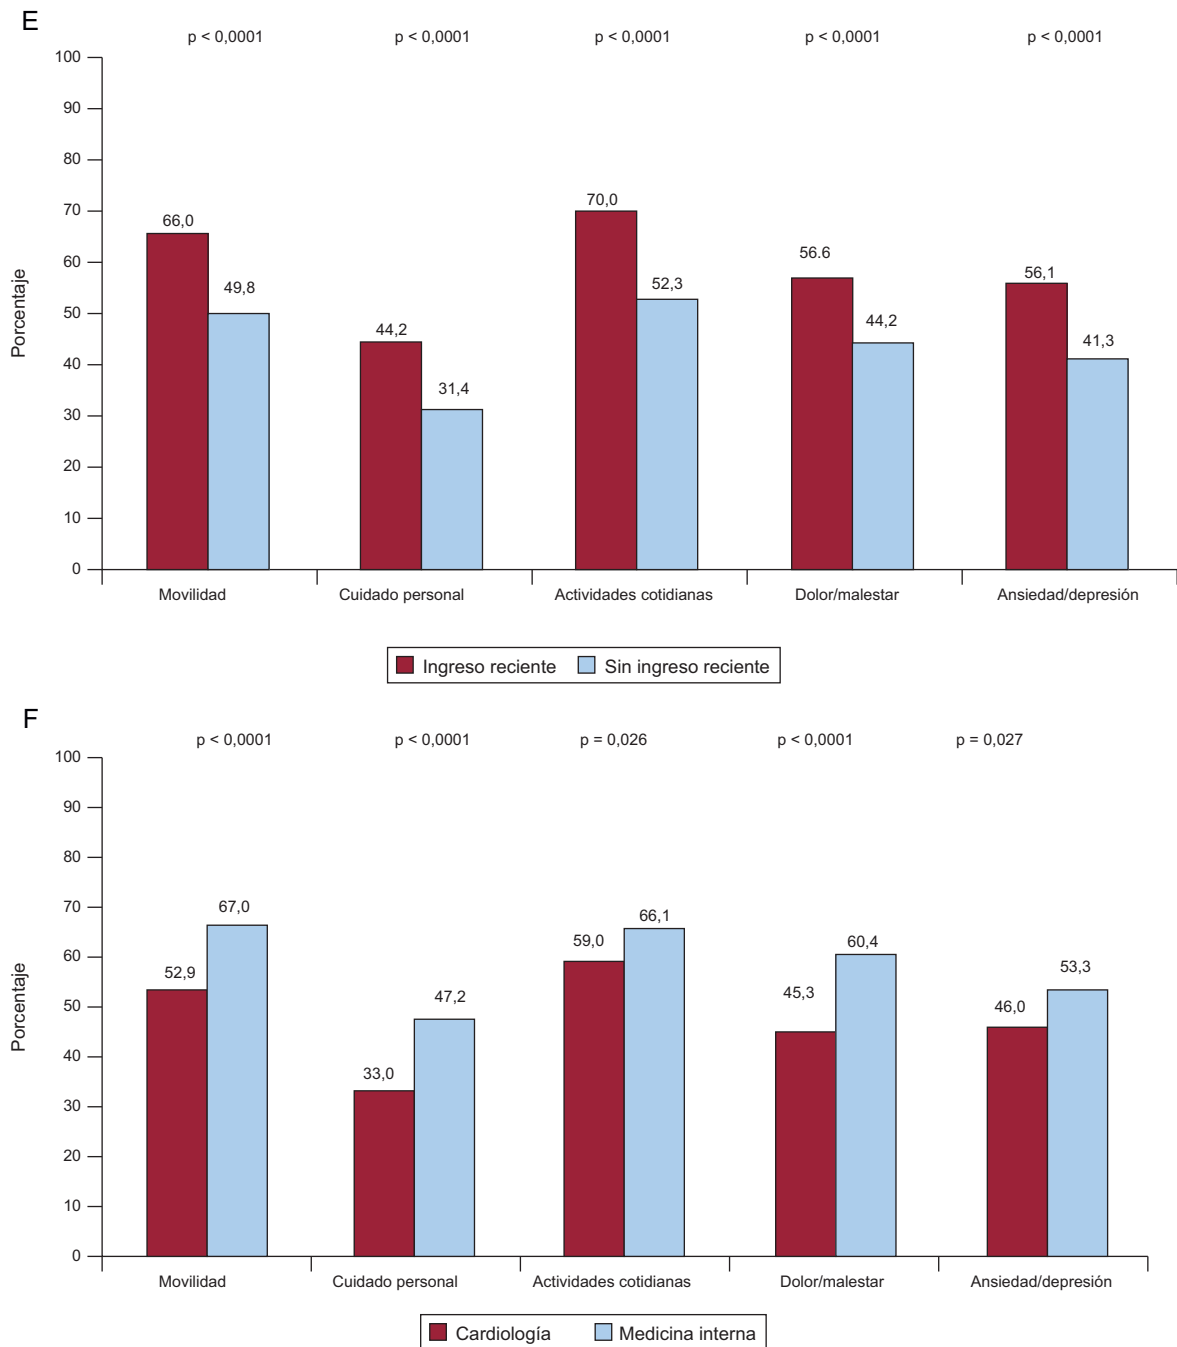 E
p < 0,0001 p < 0,0001 p < 0,0001 p < 0,0001 p < 0,0001
100
90
80
70
60
50
40
30
20
10
0
Porcentaje
66,0 49,8 44,2 31,4 70,0 52,3 56.6 44,2 56,1 41,3
Movilidad Cuidado personal Actividades cotidianas Dolor/malestar Ansiedad/depresión
Ingreso reciente Sin ingreso reciente
F
p < 0,0001 p < 0,0001 p = 0,026 p < 0,0001 p = 0,027
100
90
80
70
60
50
40
30
20
10
0
Porcentaje
52,9 67,0 33,0 47,2 59,0 66,1 45,3 60,4 46,0 53,3
Movilidad Cuidado personal Actividades cotidianas Dolor/malestar Ansiedad/depresión
Cardiología Medicina interna